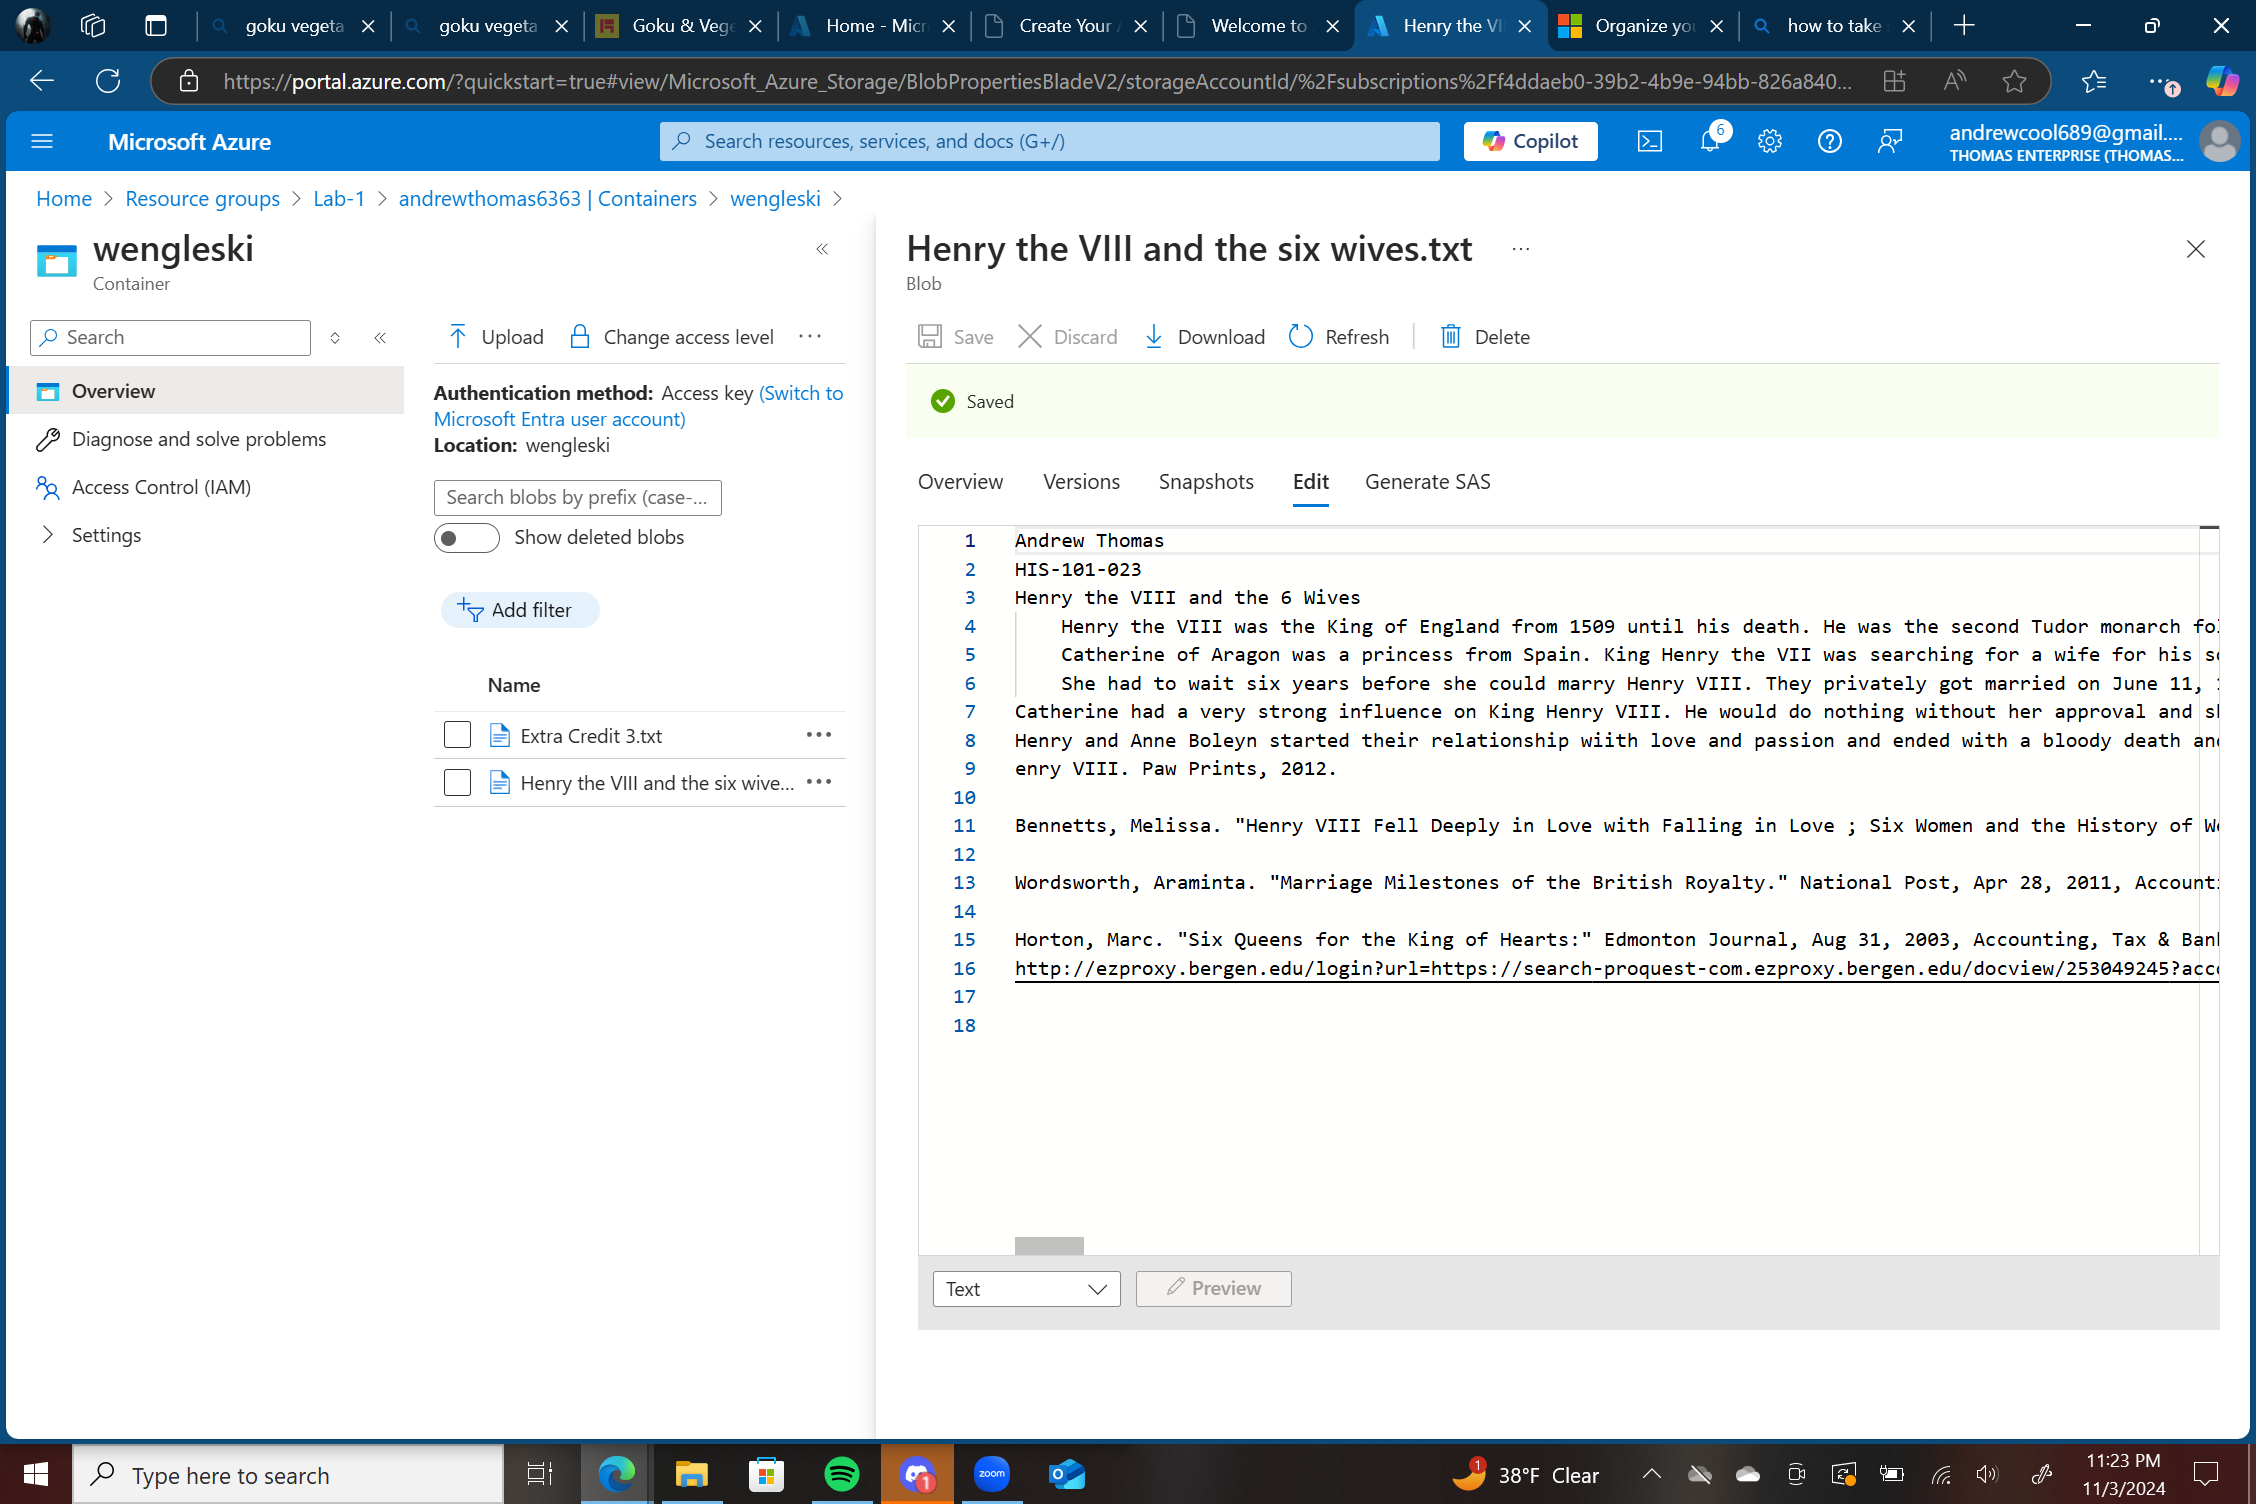 goku vegeta
goku vegeta
Goku & Vege
Home - Micr
Create Your
Welcome to
Henry the VII
Organize you
how to take
https://portal.azure.com/?quickstart=true#view/Microsoft_Azure_Storage/BlobPropertiesBladeV2/storageAccountId/%2Fsubscriptions%2Ff4ddaeb0-39b2-4b9e-94bb-826a840...
Microsoft Azure
Search resources, services, and docs (G+/)
Copilot
6
andrewcool689@gmail....
THOMAS ENTERPRISE (THOMAS...
Home > Resource groups > Lab-1 > andrewthomas6363 | Containers > wengleski >
wengleski
Container
Search
Overview
Diagnose and solve problems
Access Control (IAM)
Settings
Upload
Change access level
Authentication method: Access key (Switch to
Microsoft Entra user account)
Location: wengleski
Search blobs by prefix (case-...
Show deleted blobs
Add filter
Name
Extra Credit 3.txt
Henry the VIII and the six wive...
Henry the VIII and the six wives.txt
Blob
Save
Discard
Download
Refresh
Delete
Saved
Overview
Versions
Snapshots
Edit
Generate SAS
1 Andrew Thomas
2 HIS-101-023
3 Henry the VIII and the 6 Wives
4 Henry the VIII was the King of England from 1509 until his death. He was the second Tudor monarch
5 Catherine of Aragon was a princess from Spain. King Henry the VII was searching for a wife for his
6 She had to wait six years before she could marry Henry VIII. They privately got married on June 11,
7 Catherine had a very strong influence on King Henry VIII. He would do nothing without her approval and
8 Henry and Anne Boleyn started their relationship wiith love and passion and ended with a bloody death
9 enry VIII. Paw Prints, 2012.
10
11 Bennetts, Melissa. "Henry VIII Fell Deeply in Love with Falling in Love ; Six Women and the History of
12
13 Wordsworth, Araminta. "Marriage Milestones of the British Royalty." National Post, Apr 28, 2011,
14
15 Horton, Marc. "Six Queens for the King of Hearts:" Edmonton Journal, Aug 31, 2003, Accounting, Tax &
16 http://ezproxy.bergen.edu/login?url=https://search-proquest-com.ezproxy.bergen.edu/docview/253049245?acc
17
18
Text
Preview
Type here to search
1
zoom
1
38°F Clear
11:23 PM
11/3/2024